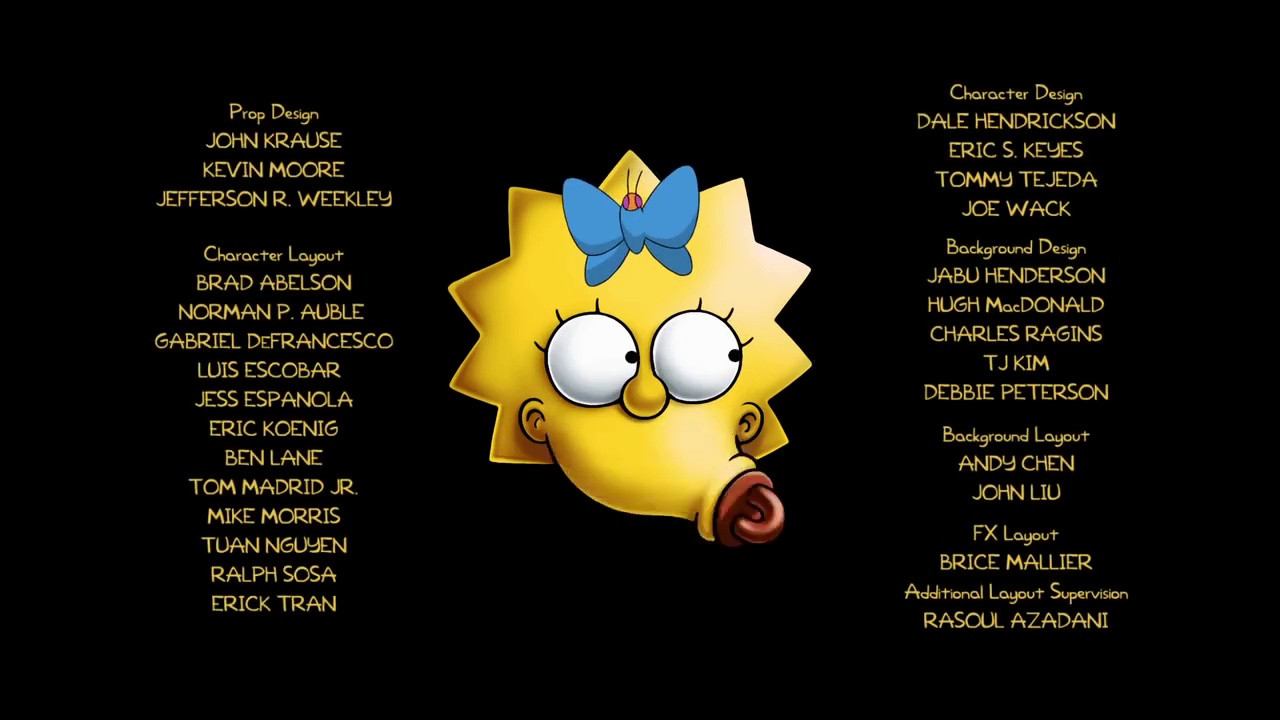 Prop Design
JOHN KRAUSE
KEVIN MOORE
JEFFERSON R. WEEKLEY
Character Layout
BRAD ABELSON
NORMAN P. AUBLE
GABRIEL DeFRANCESCO
LUIS ESCOBAR
JESS ESPANOLA
ERIC KOENIG
BEN LANE
TOM MADRID JR.
MIKE MORRIS
TUAN NGUYEN
RALPH SOSA
ERICK TRAN
Character Design
DALE HENDRICKSON
ERIC S. KEYES
TOMMY TEJEDA
JOE WACK
Background Design
JABU HENDERSON
HUGH MacDONALD
CHARLES RAGINS
TJ KIM
DEBBIE PETERSON
Background Layout
ANDY CHEN
JOHN LIU
FX Layout
BRICE MALLIER
Additional Layout Supervision
RASOUL AZADANI